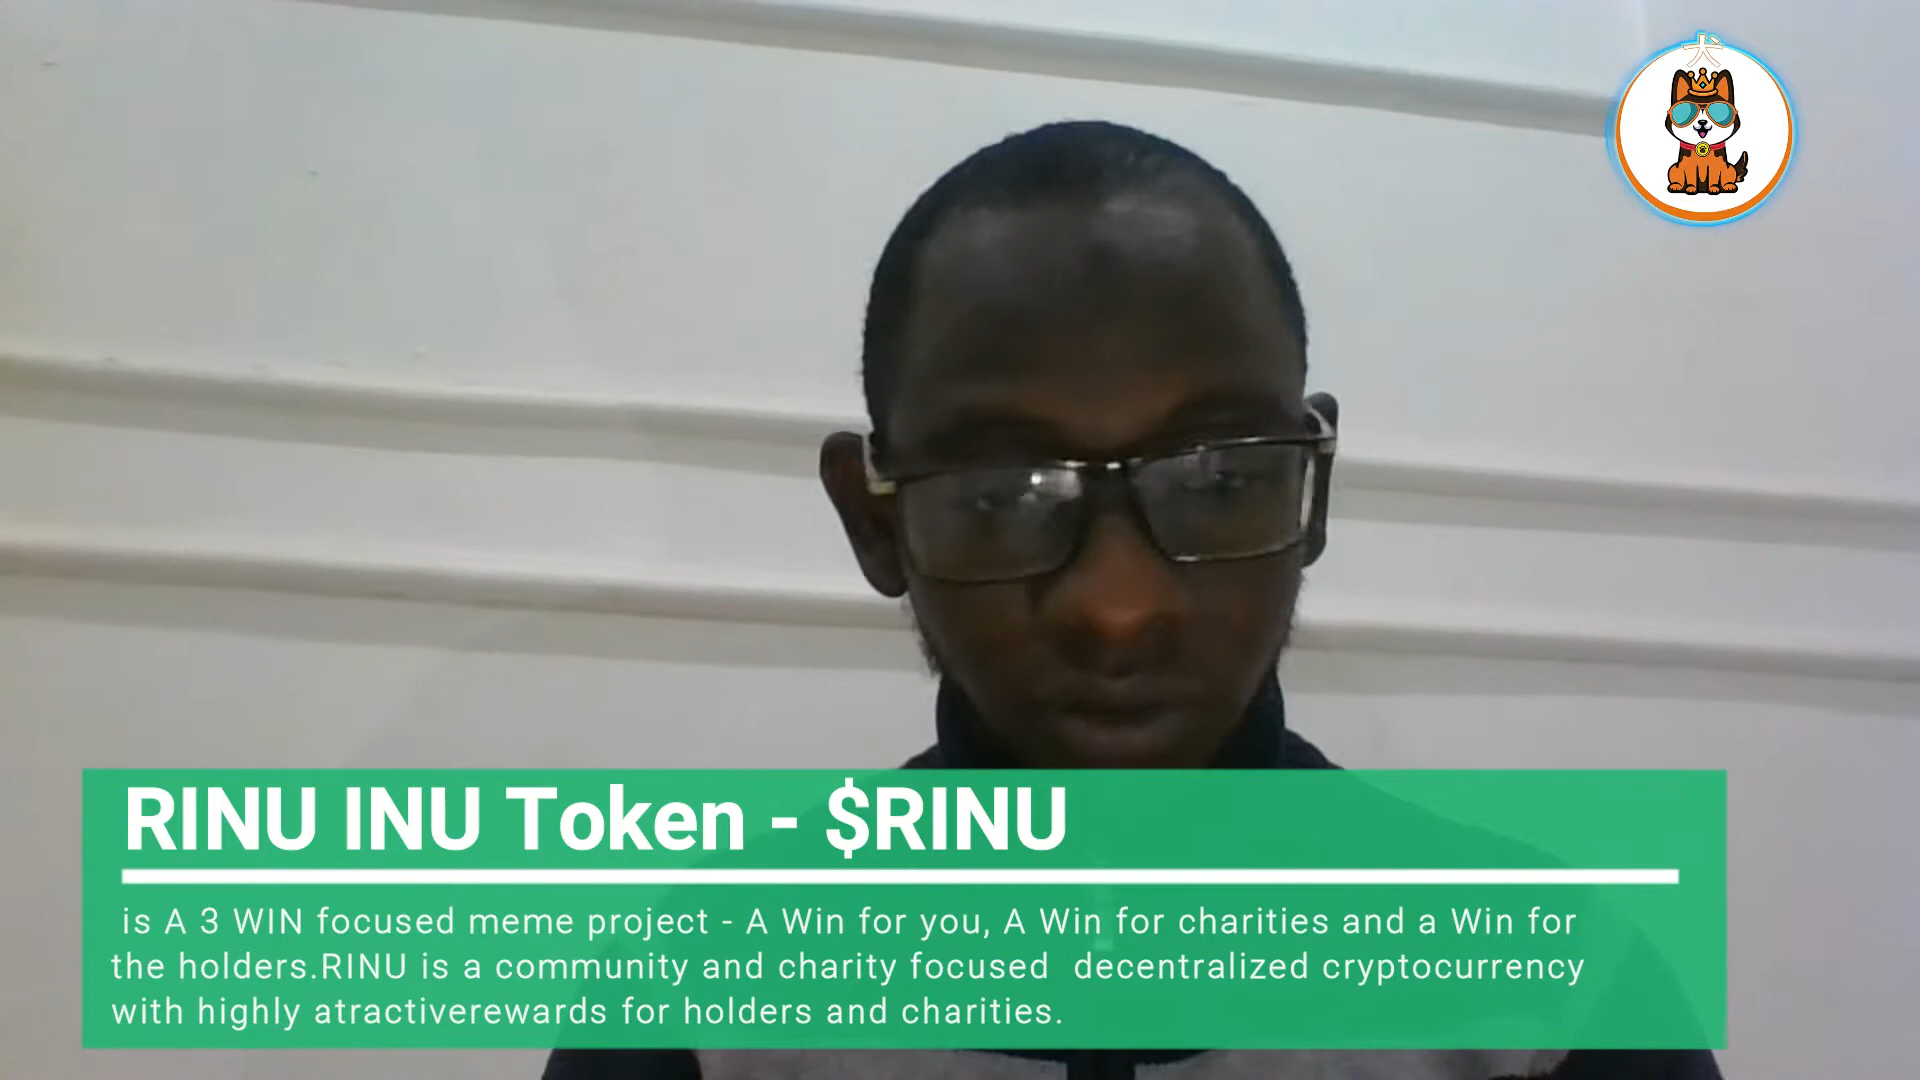 犬
RINU INU Token - $RINU
is A 3 WIN focused meme project - A Win for you, A Win for charities and a Win for
the holders.RINU is a community and charity focused decentralized cryptocurrency
with highly atractiverewards for holders and charities.